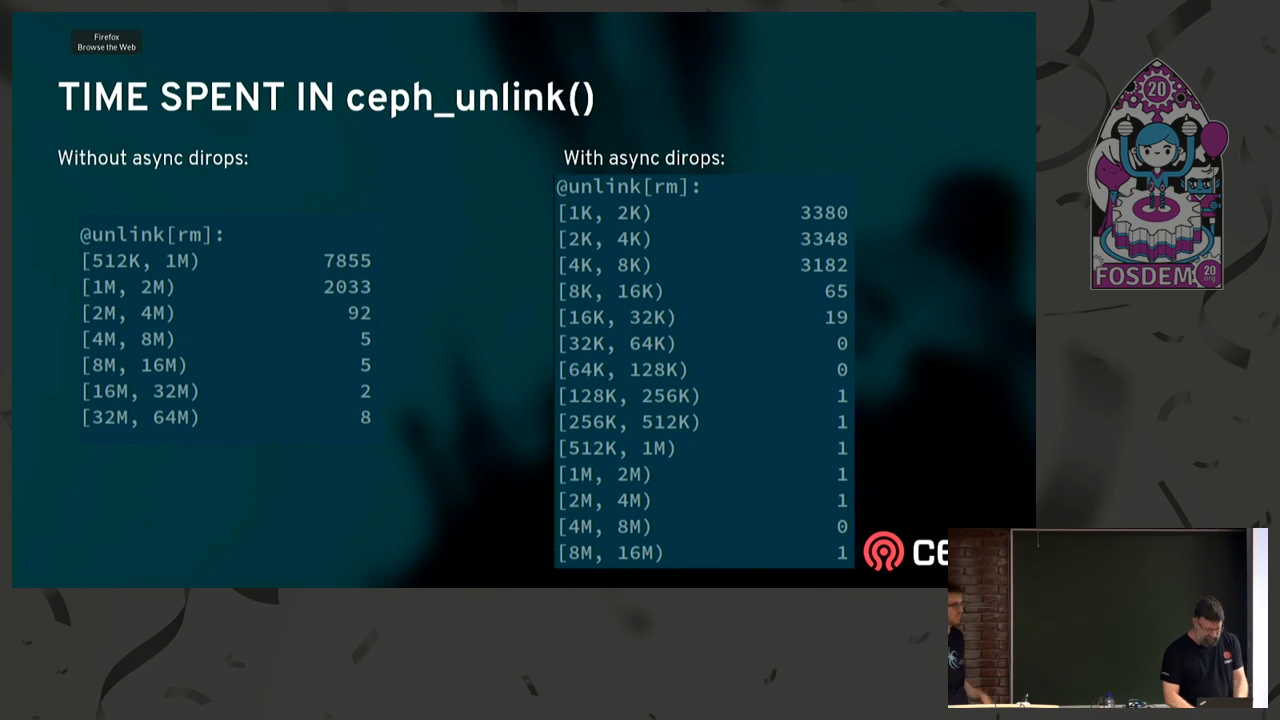 Firefox
Browse the Web
TIME SPENT IN ceph_unlink()
Without async dirops:
@unlink[rm]:
[512K, 1M) 7855
[1M, 2M) 2033
[2M, 4M) 92
[4M, 8M) 5
[8M, 16M) 5
[16M, 32M) 2
[32M, 64M) 8
With async dirops:
@unlink[rm]:
[1K, 2K) 3380
[2K, 4K) 3348
[4K, 8K) 3182
[8K, 16K) 65
[16K, 32K) 19
[32K, 64K) 0
[64K, 128K) 0
[128K, 256K) 1
[256K, 512K) 1
[512K, 1M) 1
[1M, 2M) 1
[2M, 4M) 1
[4M, 8M) 0
[8M, 16M) 1
CE
20
FOSDEM
20
.org